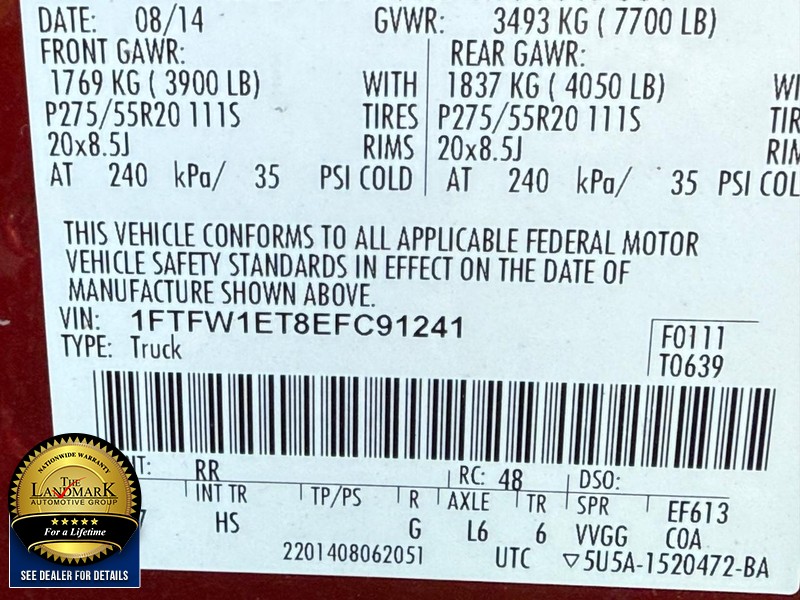 DATE: 08/14 GVWR: 3493 KG ( 7700 LB)
FRONT GAWR: REAR GAWR:
1769 KG ( 3900 LB) WITH 1837 KG ( 4050 LB) WI
P275/55R20 111S TIRES P275/55R20 111S TIR
20x8.5J RIMS 20x8.5J RIM
AT 240 kPa/ 35 PSI COLD AT 240 kPa/ 35 PSI COL
THIS VEHICLE CONFORMS TO ALL APPLICABLE FEDERAL MOTOR
VEHICLE SAFETY STANDARDS IN EFFECT ON THE DATE OF
MANUFACTURE SHOWN ABOVE.
VIN: 1FTFW1ET8EFC91241
TYPE: Truck
F0111
T0639
NT: RR RC: 48 DSO:
INT TR TP/PS R AXLE TR SPR EF613
HS G L6 6 VVGG COA
2201408062051 UTC ▽5U5A-1520472-BA
NATIONWIDE WARRANTY
THE
LANDMARK
AUTOMOTIVE GROUP
★★★★★
For a Lifetime
SEE DEALER FOR DETAILS